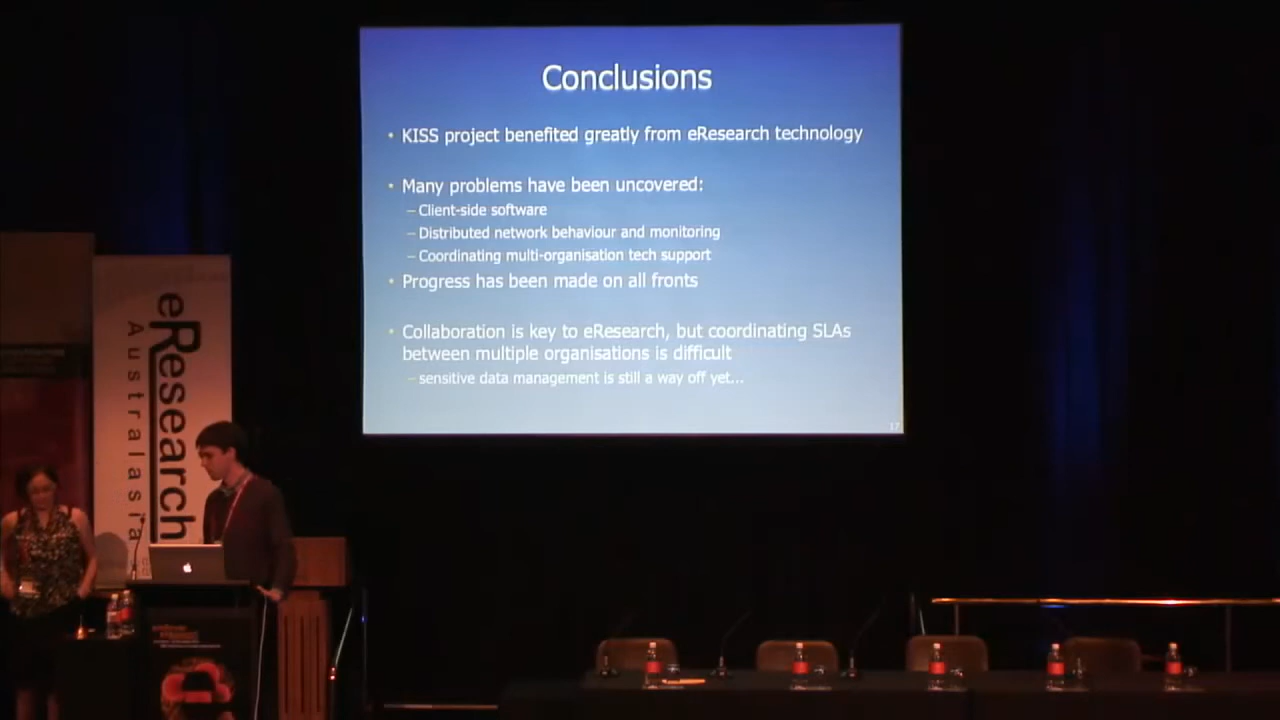 Conclusions
• KISS project benefited greatly from eResearch technology
• Many problems have been uncovered:
– Client-side software
– Distributed network behaviour and monitoring
– Coordinating multi-organisation tech support
• Progress has been made on all fronts
• Collaboration is key to eResearch, but coordinating SLAs
between multiple organisations is difficult
– sensitive data management is still a way off yet...
17
eResearch
Australasia